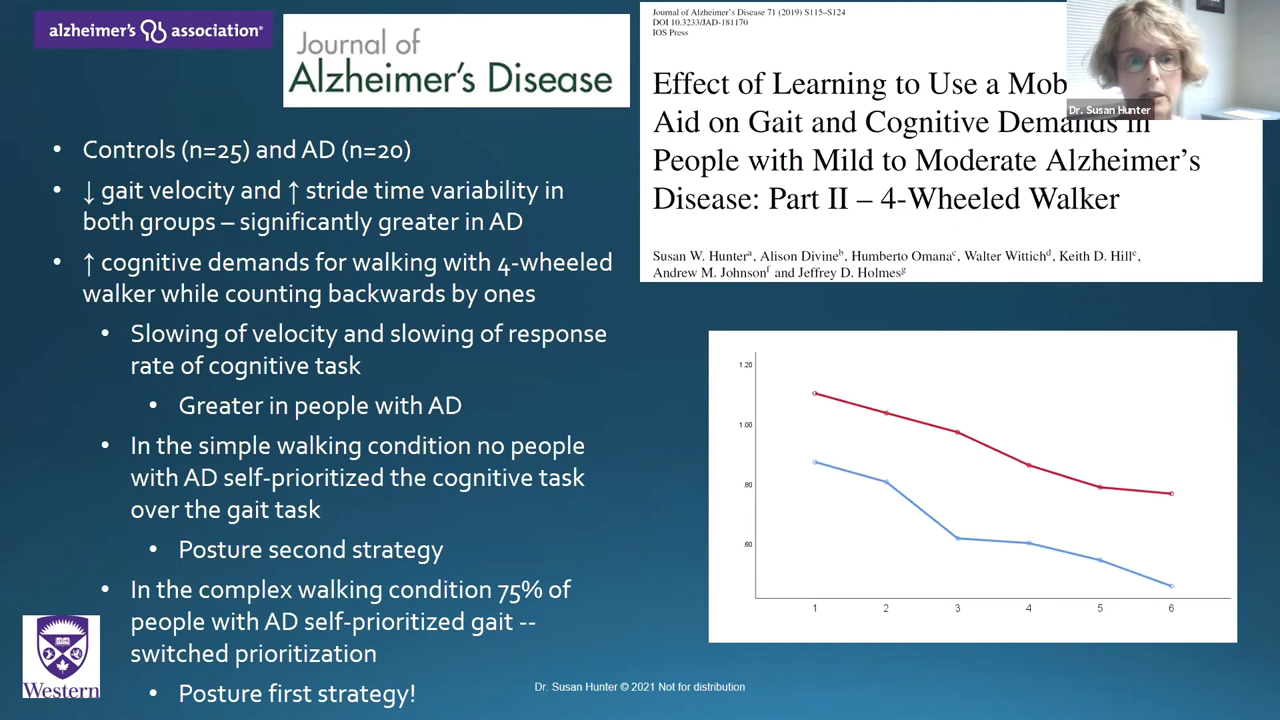 alzheimer's association®
Journal of
Alzheimer's Disease
Journal of Alzheimer's Disease 71 (2019) S115–S124
DOI 10.3233/JAD-181170
IOS Press
Effect of Learning to Use a Mob
Aid on Gait and Cognitive Demands in
People with Mild to Moderate Alzheimer's
Disease: Part II – 4-Wheeled Walker
Susan W. Hunterᵃ, Alison Divineᵇ, Humberto Omanaᶜ, Walter Wittichᵈ, Keith D. Hillᵉ,
Andrew M. Johnsonᶠ and Jeffrey D. Holmesᵍ
Dr. Susan Hunter
• Controls (n=25) and AD (n=20)
• ↓ gait velocity and ↑ stride time variability in
both groups – significantly greater in AD
• ↑ cognitive demands for walking with 4-wheeled
walker while counting backwards by ones
• Slowing of velocity and slowing of response
rate of cognitive task
• Greater in people with AD
• In the simple walking condition no people
with AD self-prioritized the cognitive task
over the gait task
• Posture second strategy
• In the complex walking condition 75% of
people with AD self-prioritized gait --
switched prioritization
• Posture first strategy!
1.20
1.00
.80
.60
1 2 3 4 5 6
Western
Dr. Susan Hunter © 2021 Not for distribution